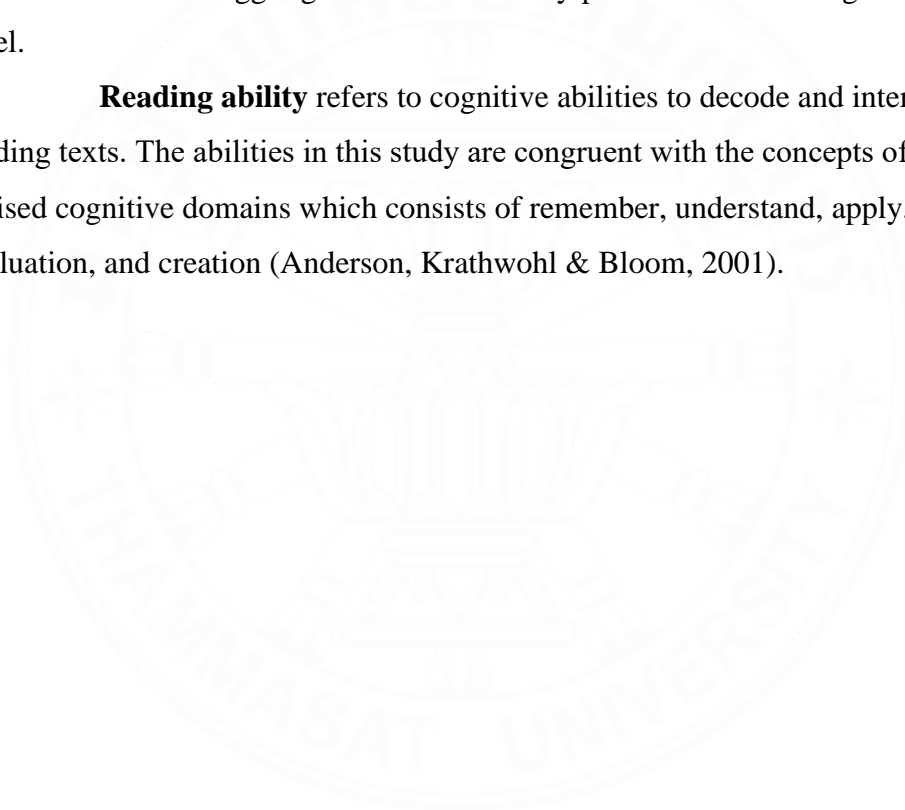 el.
Reading ability refers to cognitive abilities to decode and inter
ding texts. The abilities in this study are congruent with the concepts of
ised cognitive domains which consists of remember, understand, apply,
luation, and creation (Anderson, Krathwohl & Bloom, 2001).
THAMMASAT UNIVERSITY